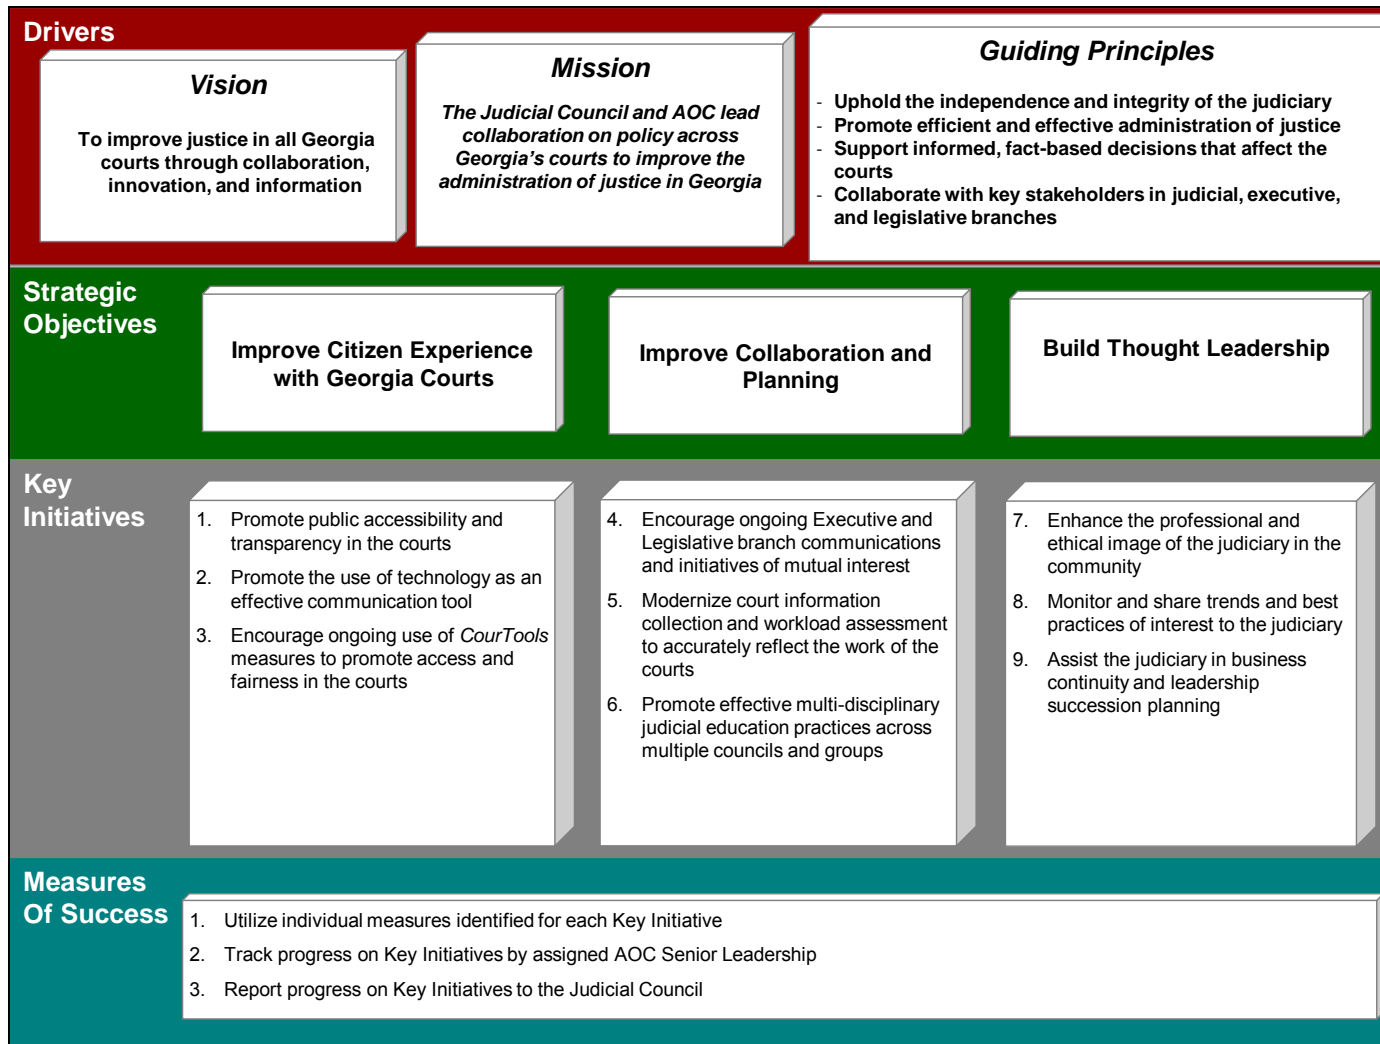 Drivers
Vision
To improve justice in all Georgia
courts through collaboration,
innovation, and information
Mission
The Judicial Council and AOC lead
collaboration on policy across
Georgia's courts to improve the
administration of justice in Georgia
Guiding Principles
- Uphold the independence and integrity of the judiciary
- Promote efficient and effective administration of justice
- Support informed, fact-based decisions that affect the
courts
- Collaborate with key stakeholders in judicial, executive,
and legislative branches
Strategic
Objectives
Improve Citizen Experience
with Georgia Courts
Improve Collaboration and
Planning
Build Thought Leadership
Key
Initiatives
1. Promote public accessibility and
transparency in the courts
2. Promote the use of technology as an
effective communication tool
3. Encourage ongoing use of CourTools
measures to promote access and
fairness in the courts
4. Encourage ongoing Executive and
Legislative branch communications
and initiatives of mutual interest
5. Modernize court information
collection and workload assessment
to accurately reflect the work of the
courts
6. Promote effective multi-disciplinary
judicial education practices across
multiple councils and groups
7. Enhance the professional and
ethical image of the judiciary in the
community
8. Monitor and share trends and best
practices of interest to the judiciary
9. Assist the judiciary in business
continuity and leadership
succession planning
Measures
Of Success
1. Utilize individual measures identified for each Key Initiative
2. Track progress on Key Initiatives by assigned AOC Senior Leadership
3. Report progress on Key Initiatives to the Judicial Council